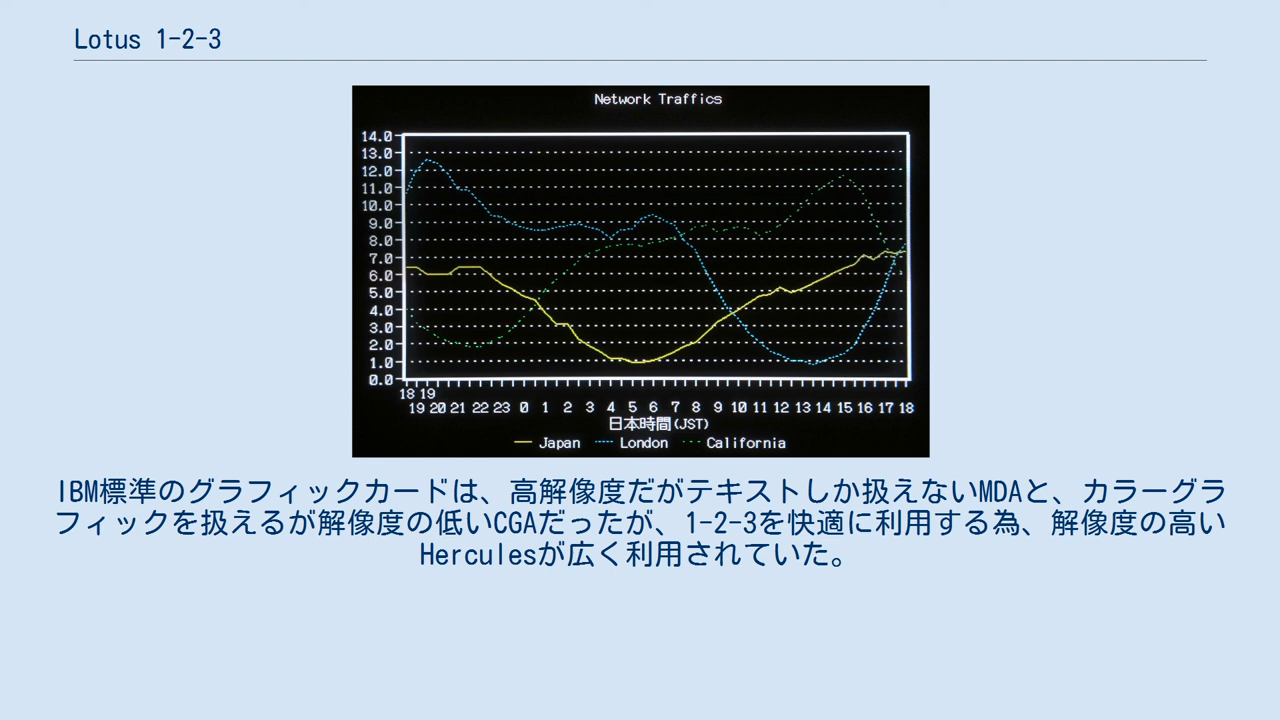 Lotus 1-2-3
Network Traffics
14.0
13.0
12.0
11.0
10.0
9.0
8.0
7.0
6.0
5.0
4.0
3.0
2.0
1.0
0.0
18 19
19 20 21 22 23 0 1 2 3 4 5 6 7 8 9 10 11 12 13 14 15 16 17 18
日本時間(JST)
Japan London California
IBM標準のグラフィックカードは、高解像度だがテキストしか扱えないMDAと、カラーグラ
フィックを扱えるが解像度の低いCGAだったが、1-2-3を快適に利用する為、解像度の高い
Herculesが広く利用されていた。